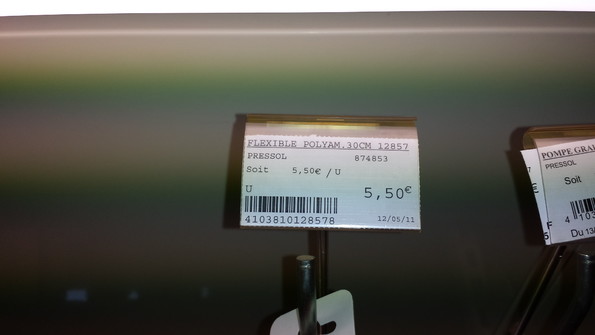 FLEXIBLE POLYAM.30CM 12857
PRESSOL 874853
Soit 5,50€ / U
U 5,50€
4103810128578 12/05/11
POMPE
PRESSOL
Soit
F
5
Du 13/